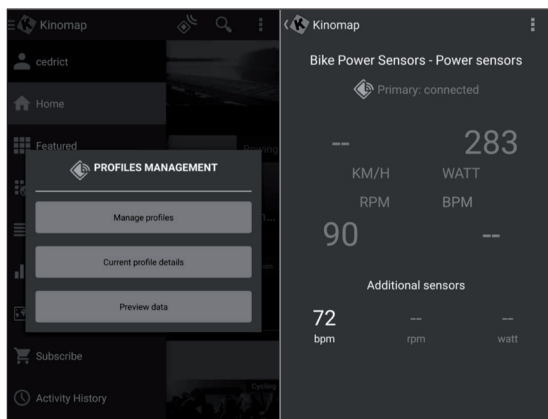 Kinomap
cedrict
Home
Featured
Rowing
PROFILES MANAGEMENT
Manage profiles
Current profile details
Preview data
Subscribe
Cycling
Activity History
Kinomap
Bike Power Sensors - Power sensors
Primary: connected
-- 283
KM/H WATT
RPM BPM
90 --
Additional sensors
72 -- --
bpm rpm watt